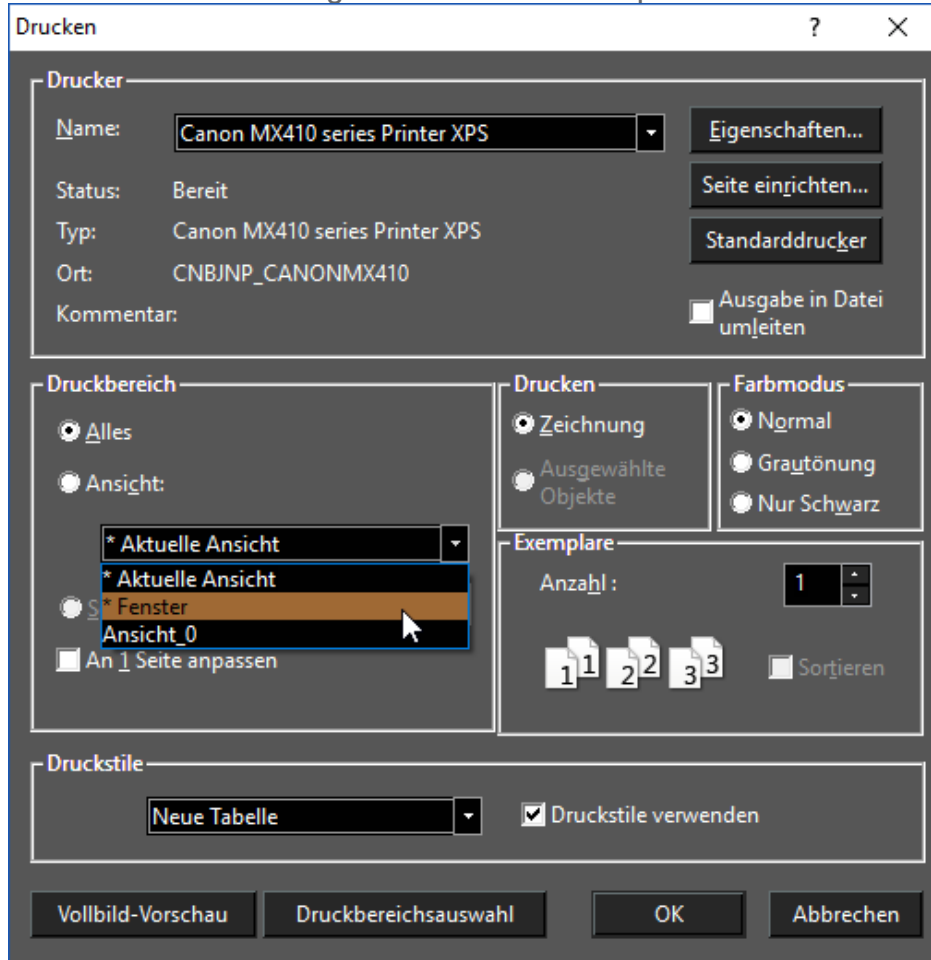 Drucken ?
Drucker
Name: Canon MX410 series Printer XPS Eigenschaften...
Status: Bereit Seite einrichten...
Typ: Canon MX410 series Printer XPS Standarddrucker
Ort: CNBJNP_CANONMX410
Kommentar:
Ausgabe in Datei
umleiten
Druckbereich
Alles
Ansicht:
* Aktuelle Ansicht
* Aktuelle Ansicht
* Fenster
Ansicht_0
S
An 1 Seite anpassen
Drucken
Zeichnung
Ausgewählte
Objekte
Farbmodus
Normal
Grautönung
Nur Schwarz
Exemplare
Anzahl : 1
1 1 2 2 3 3
Sortieren
Druckstile
Neue Tabelle Druckstile verwenden
Vollbild-Vorschau Druckbereichsauswahl OK Abbrechen